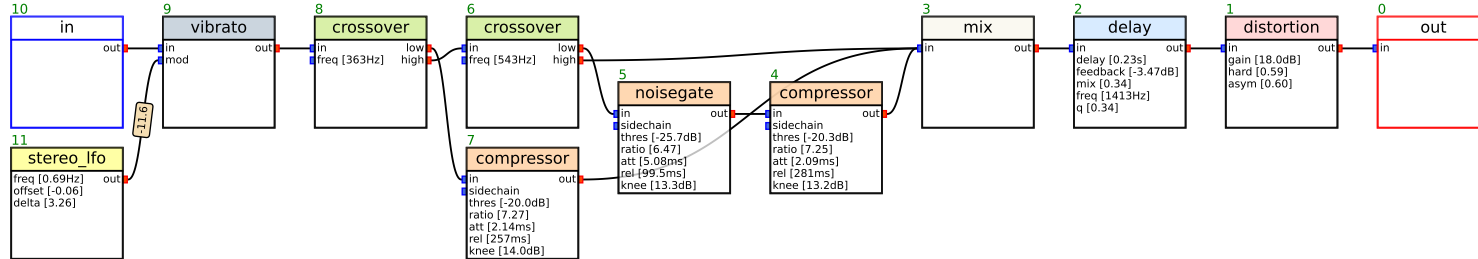 10
in
out
11
stereo_lfo
freq [0.69Hz] out
offset [-0.06]
delta [3.26]
-11.6
9
vibrato
in out
mod
8
crossover
in low
freq [363Hz] high
6
crossover
in low
freq [543Hz] high
7
compressor
in out
sidechain
thres [-20.0dB]
ratio [7.27]
att [2.14ms]
rel [257ms]
knee [14.0dB]
5
noisegate
in out
sidechain
thres [-25.7dB]
ratio [6.47]
att [5.08ms]
rel [99.5ms]
knee [13.3dB]
4
compressor
in out
sidechain
thres [-20.3dB]
ratio [7.25]
att [2.09ms]
rel [281ms]
knee [13.2dB]
3
mix
in out
2
delay
in out
delay [0.23s]
feedback [-3.47dB]
mix [0.34]
freq [1413Hz]
q [0.34]
1
distortion
in out
gain [18.0dB]
hard [0.59]
asym [0.60]
0
out
in